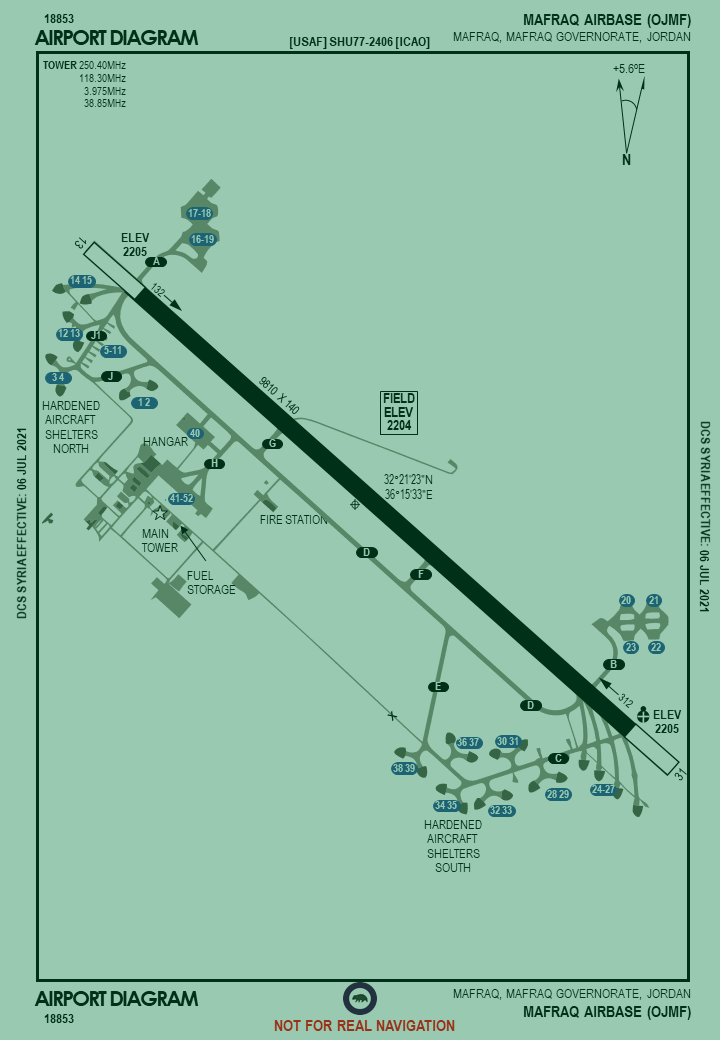 18853
AIRPORT DIAGRAM
[USAF] SHU77-2406 [ICAO]
MAFRAQ AIRBASE (OJMF)
MAFRAQ, MAFRAQ GOVERNORATE, JORDAN
TOWER 250.40MHz
118.30MHz
3.975MHz
38.85MHz
+5.6ºE
N
17-18
16-19
13
ELEV
2205
A
132
14 15
12 13
J1
5-11
3 4
J
1 2
HARDENED
AIRCRAFT
SHELTERS
NORTH
9810 X 140
FIELD
ELEV
2204
40
HANGAR
G
H
32°21'23"N
36°15'33"E
41-52
FIRE STATION
MAIN
TOWER
FUEL
STORAGE
D
F
20
21
23
22
B
E
D
312
ELEV
2205
31
36 37
30 31
38 39
C
28 29
24-27
34 35
32 33
HARDENED
AIRCRAFT
SHELTERS
SOUTH
DCS SYRIA EFFECTIVE: 06 JUL 2021
DCS SYRIA EFFECTIVE: 06 JUL 2021
AIRPORT DIAGRAM
18853
NOT FOR REAL NAVIGATION
MAFRAQ, MAFRAQ GOVERNORATE, JORDAN
MAFRAQ AIRBASE (OJMF)